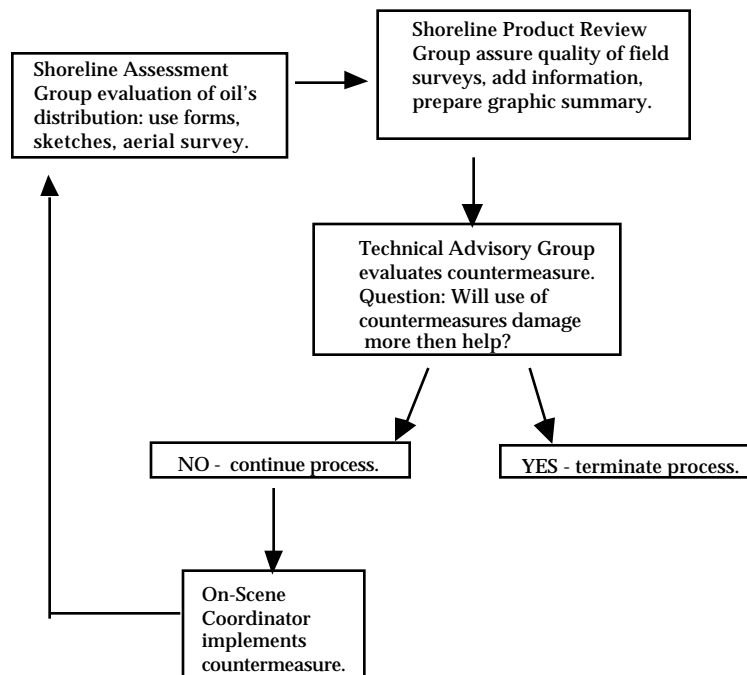 Shoreline Assessment
Group evaluation of oil's
distribution: use forms,
sketches, aerial survey.
Shoreline Product Review
Group assure quality of field
surveys, add information,
prepare graphic summary.
Technical Advisory Group
evaluates countermeasure.
Question: Will use of
countermeasures damage
more then help?
NO - continue process.
YES - terminate process.
On-Scene
Coordinator
implements
countermeasure.